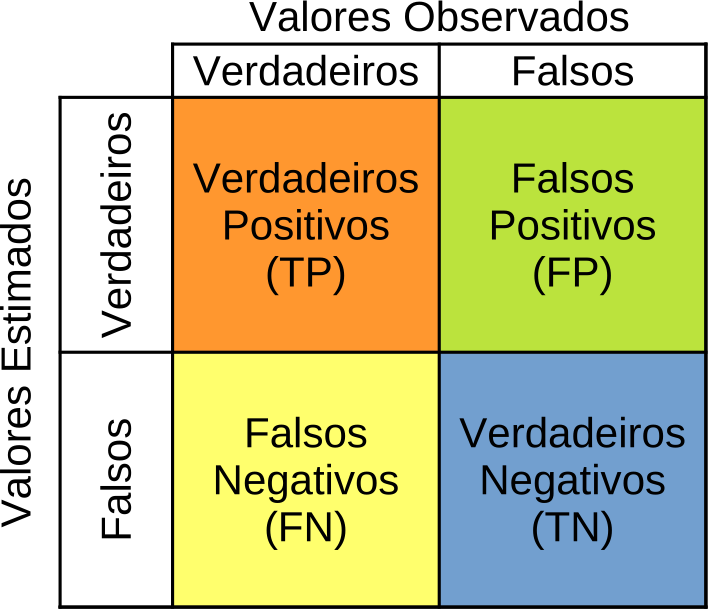 Valores Observados
Verdadeiros
Falsos
Valores Estimados
Verdadeiros
Verdadeiros
Positivos
(TP)
Falsos
Positivos
(FP)
Falsos
Falsos
Negativos
(FN)
Verdadeiros
Negativos
(TN)